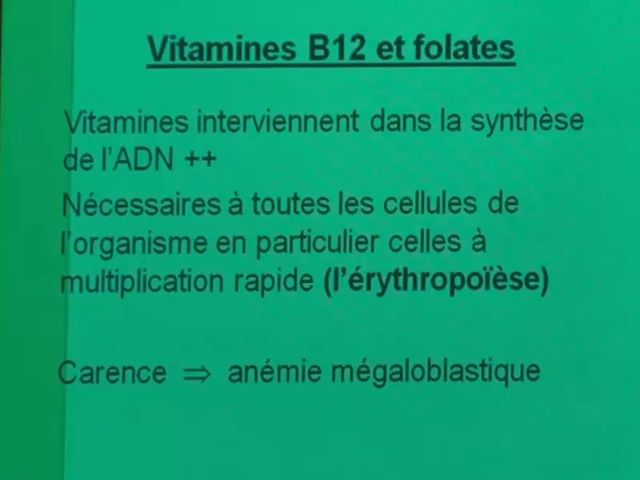 Vitamines B12 et folates
Vitamines interviennent dans la synthèse
de l'ADN ++
Nécessaires à toutes les cellules de
l'organisme en particulier celles à
multiplication rapide (l'érythropoïèse)
Carence ⇒ anémie mégaloblastique